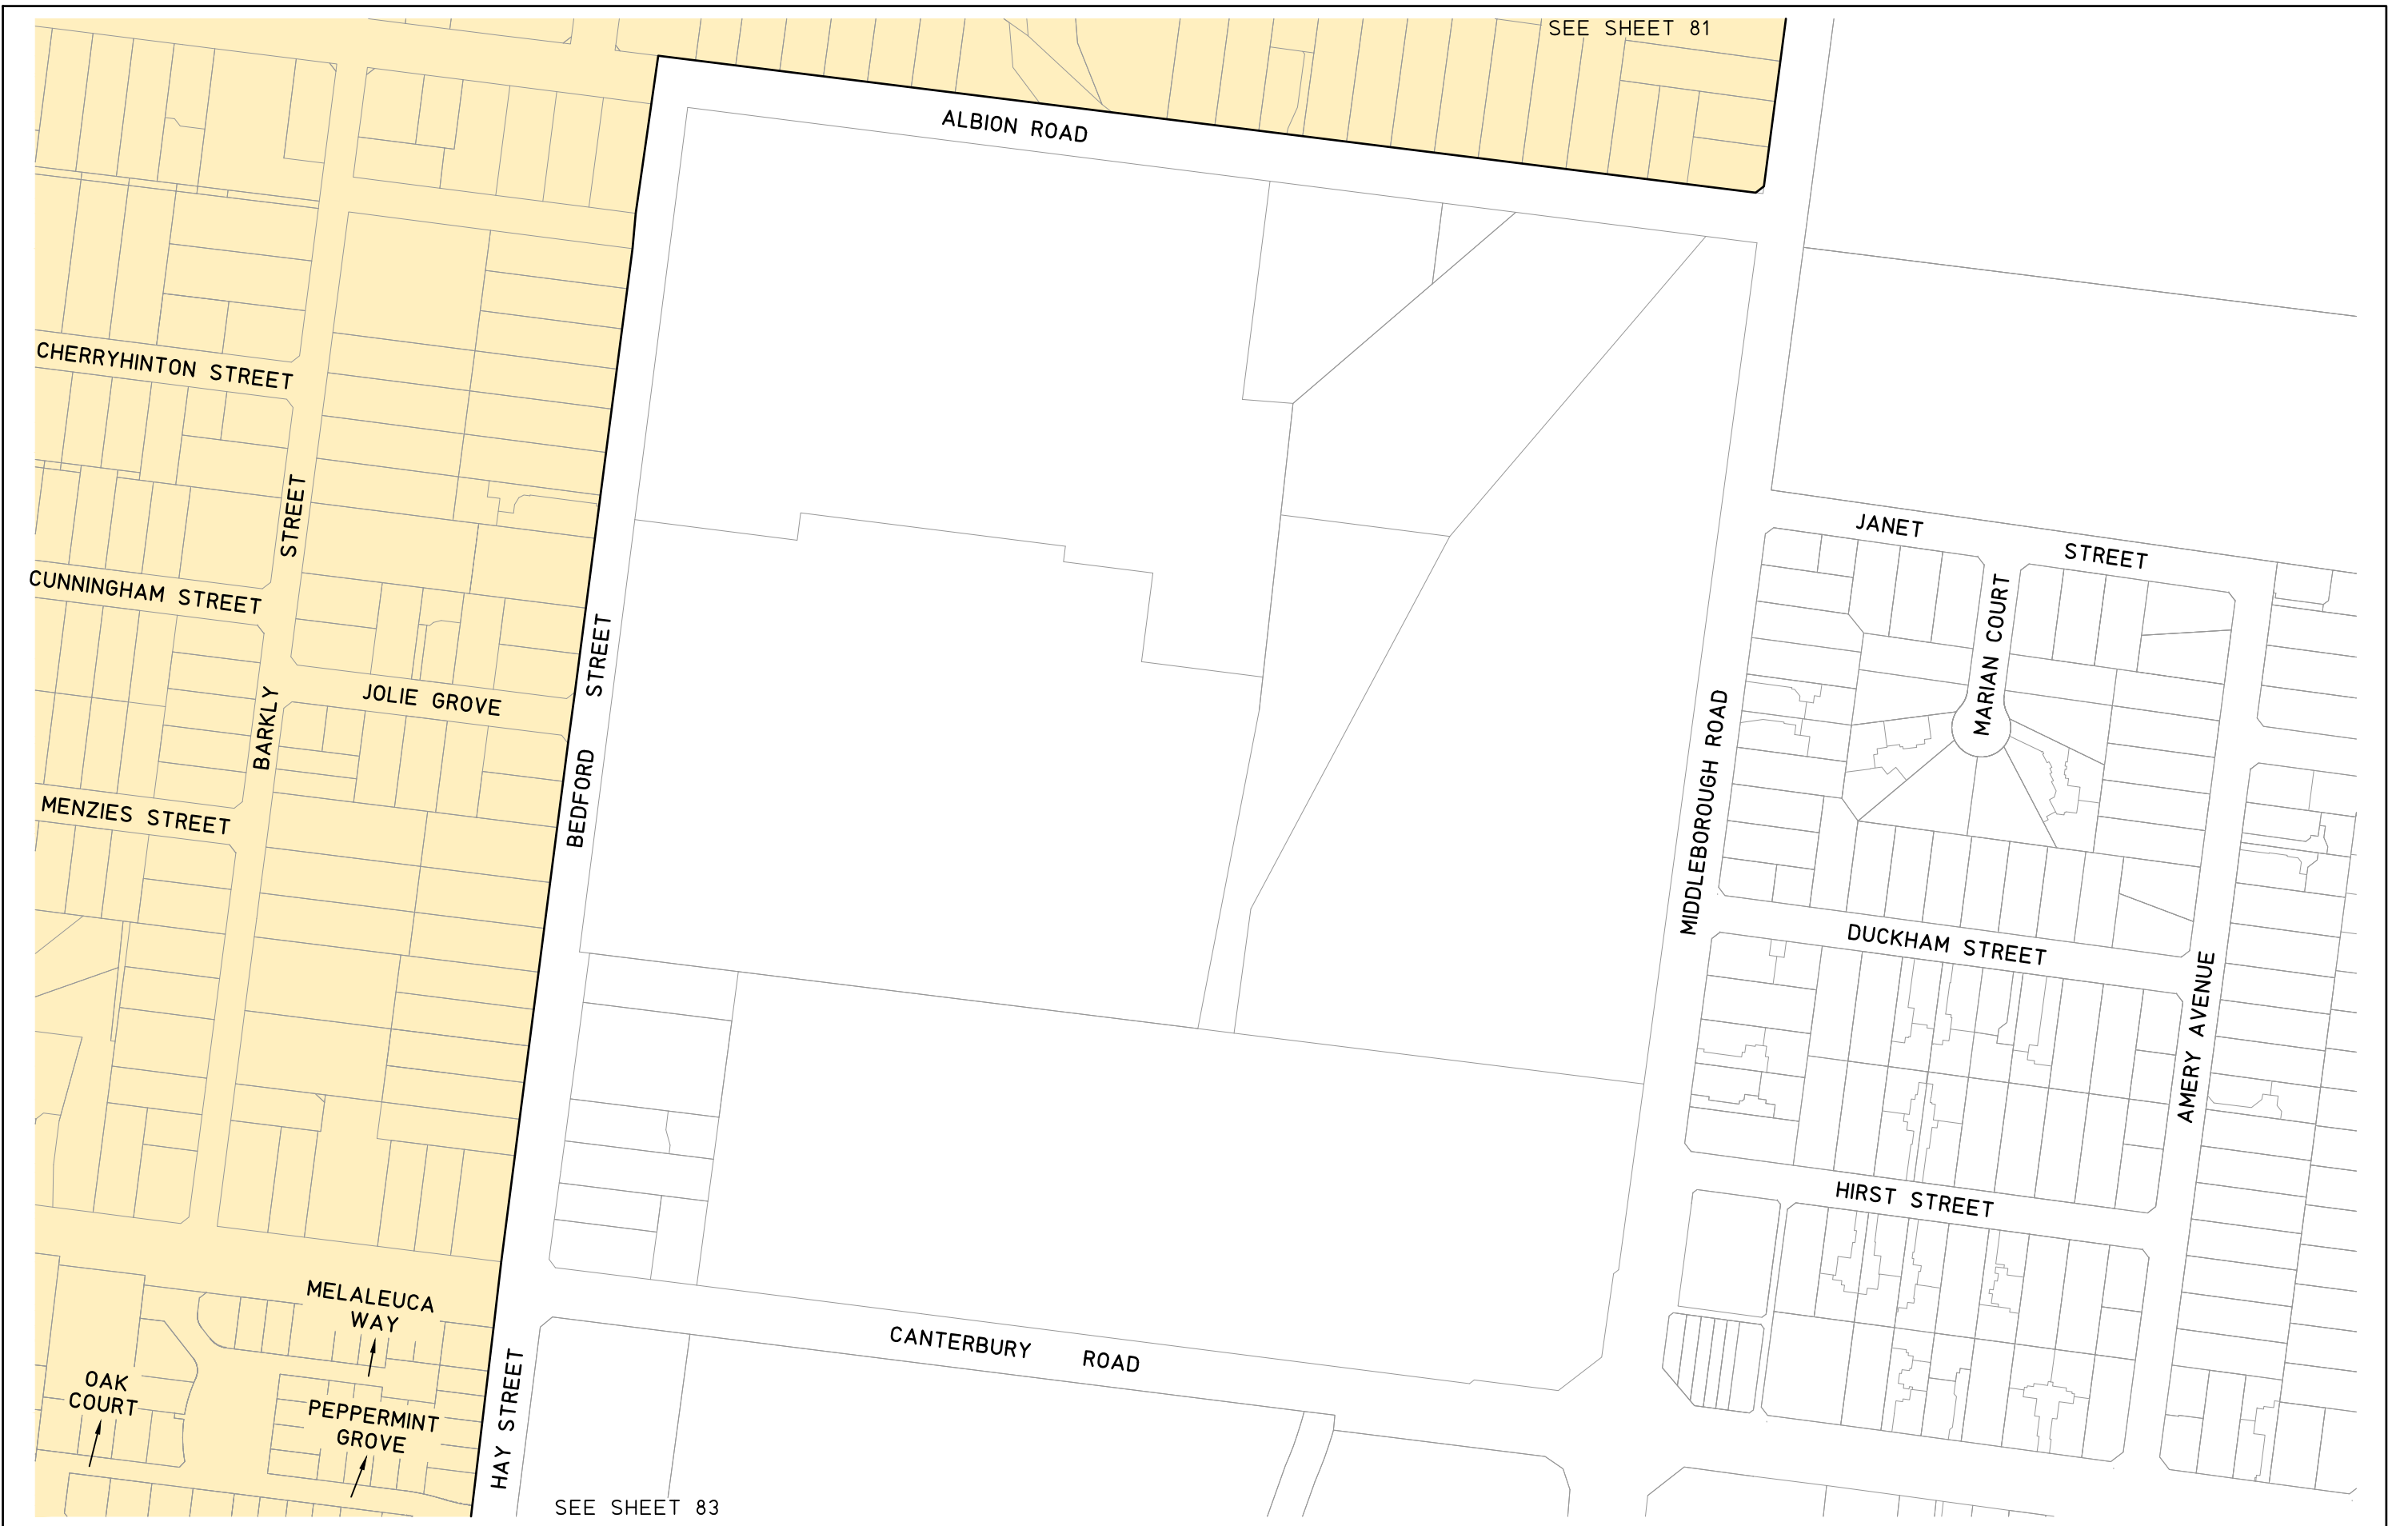 SEE SHEET 81
ALBION ROAD
CHERRYHINTON STREET
STREET
JANET
STREET
CUNNINGHAM STREET
MARIAN COURT
STREET
JOLIE GROVE
BARKLY
BEDFORD
MIDDLEBOROUGH ROAD
MENZIES STREET
DUCKHAM STREET
AMERY AVENUE
HIRST STREET
MELALEUCA
WAY
CANTERBURY
ROAD
OAK
COURT
PEPPERMINT
GROVE
HAY STREET
SEE SHEET 83